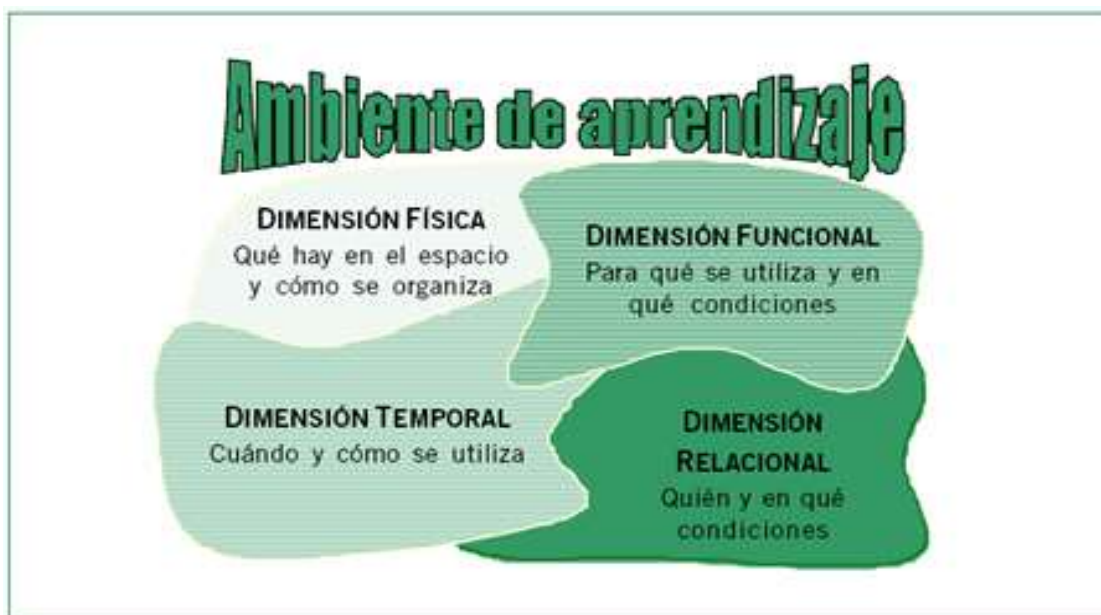 Ambiente de aprendizaje
DIMENSIÓN FÍSICA
Qué hay en el espacio
y cómo se organiza
DIMENSIÓN FUNCIONAL
Para qué se utiliza y en
qué condiciones
DIMENSIÓN TEMPORAL
Cuándo y cómo se utiliza
DIMENSIÓN
RELACIONAL
Quién y en qué
condiciones